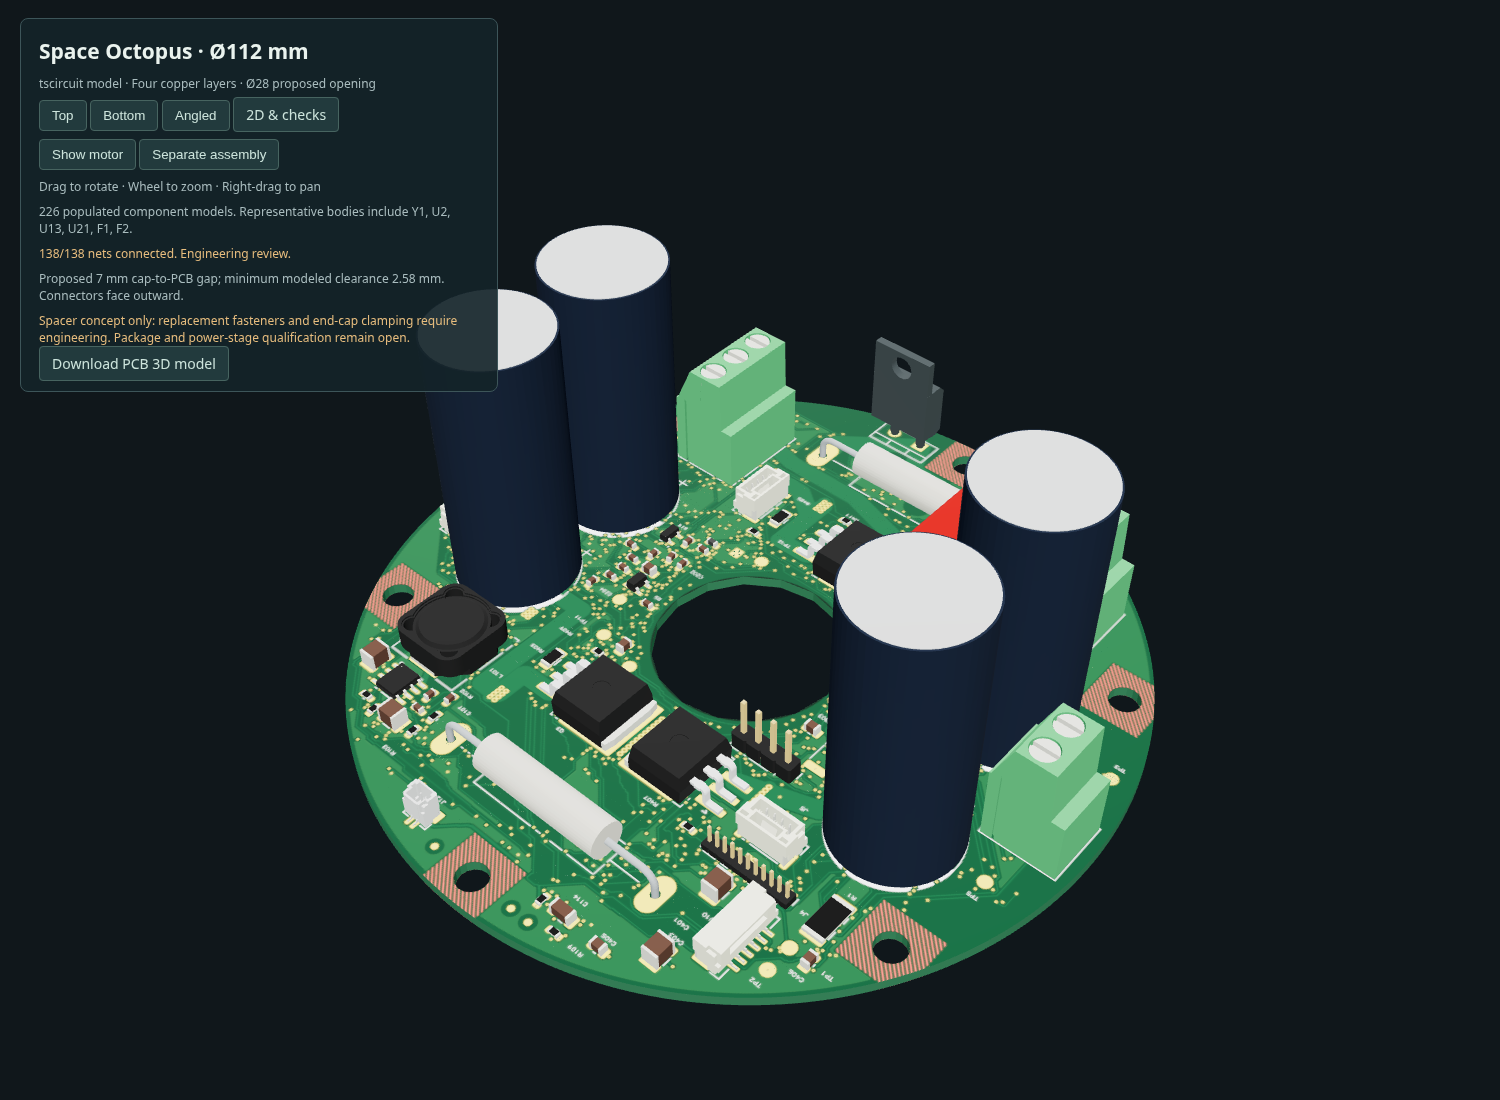 Space Octopus · Ø112 mm
tscircuit model · Four copper layers · Ø28 proposed opening
Top
Bottom
Angled
2D & checks
Show motor
Separate assembly
Drag to rotate · Wheel to zoom · Right-drag to pan
226 populated component models. Representative bodies include Y1, U2,
U13, U21, F1, F2.
138/138 nets connected. Engineering review.
Proposed 7 mm cap-to-PCB gap; minimum modeled clearance 2.58 mm.
Connectors face outward.
Spacer concept only: replacement fasteners and end-cap clamping require
engineering. Package and power-stage qualification remain open.
Download PCB 3D model
C114
R109
TP2
TP1